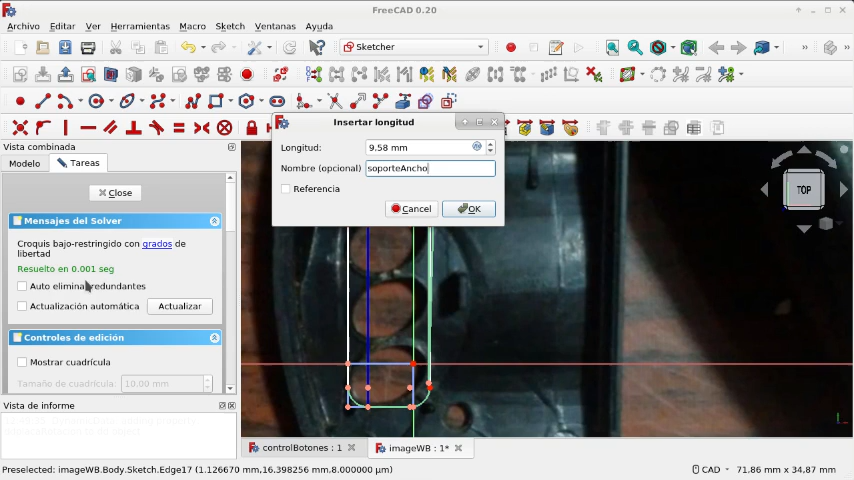 FreeCAD 0.20
Archivo Editar Ver Herramientas Macro Sketch Ventanas Ayuda
Sketcher
Vista combinada
Modelo Tareas
Close
Mensajes del Solver
Croquis bajo-restringido con grados de
libertad
Resuelto en 0.001 seg
Auto eliminar redundantes
Actualización automática Actualizar
Controles de edición
Mostrar cuadrícula
Tamaño de cuadrícula: 10.00 mm
Vista de informe
Insertar longitud
Longitud: 9.58 mm
Nombre (opcional) soporteAncho
Referencia
Cancel OK
TOP
controlBotones : 1 imageWB : 1*
Preselected: imageWB.Body.Sketch.Edge17 (1.126670 mm,16.398256 mm,8.000000 µm) CAD 71.86 mm x 34.87 mm